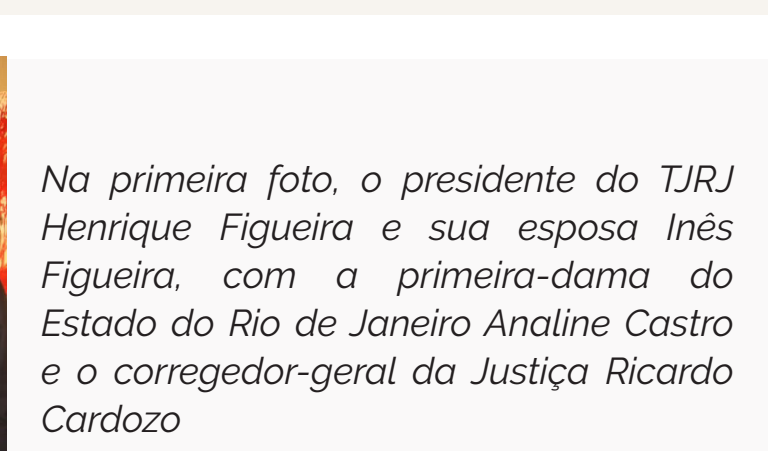 Na primeira foto, o presidente do TJRJ
Henrique Figueira e sua esposa Inês
Figueira, com a primeira-dama do
Estado do Rio de Janeiro Analine Castro
e o corregedor-geral da Justiça Ricardo
Cardozo